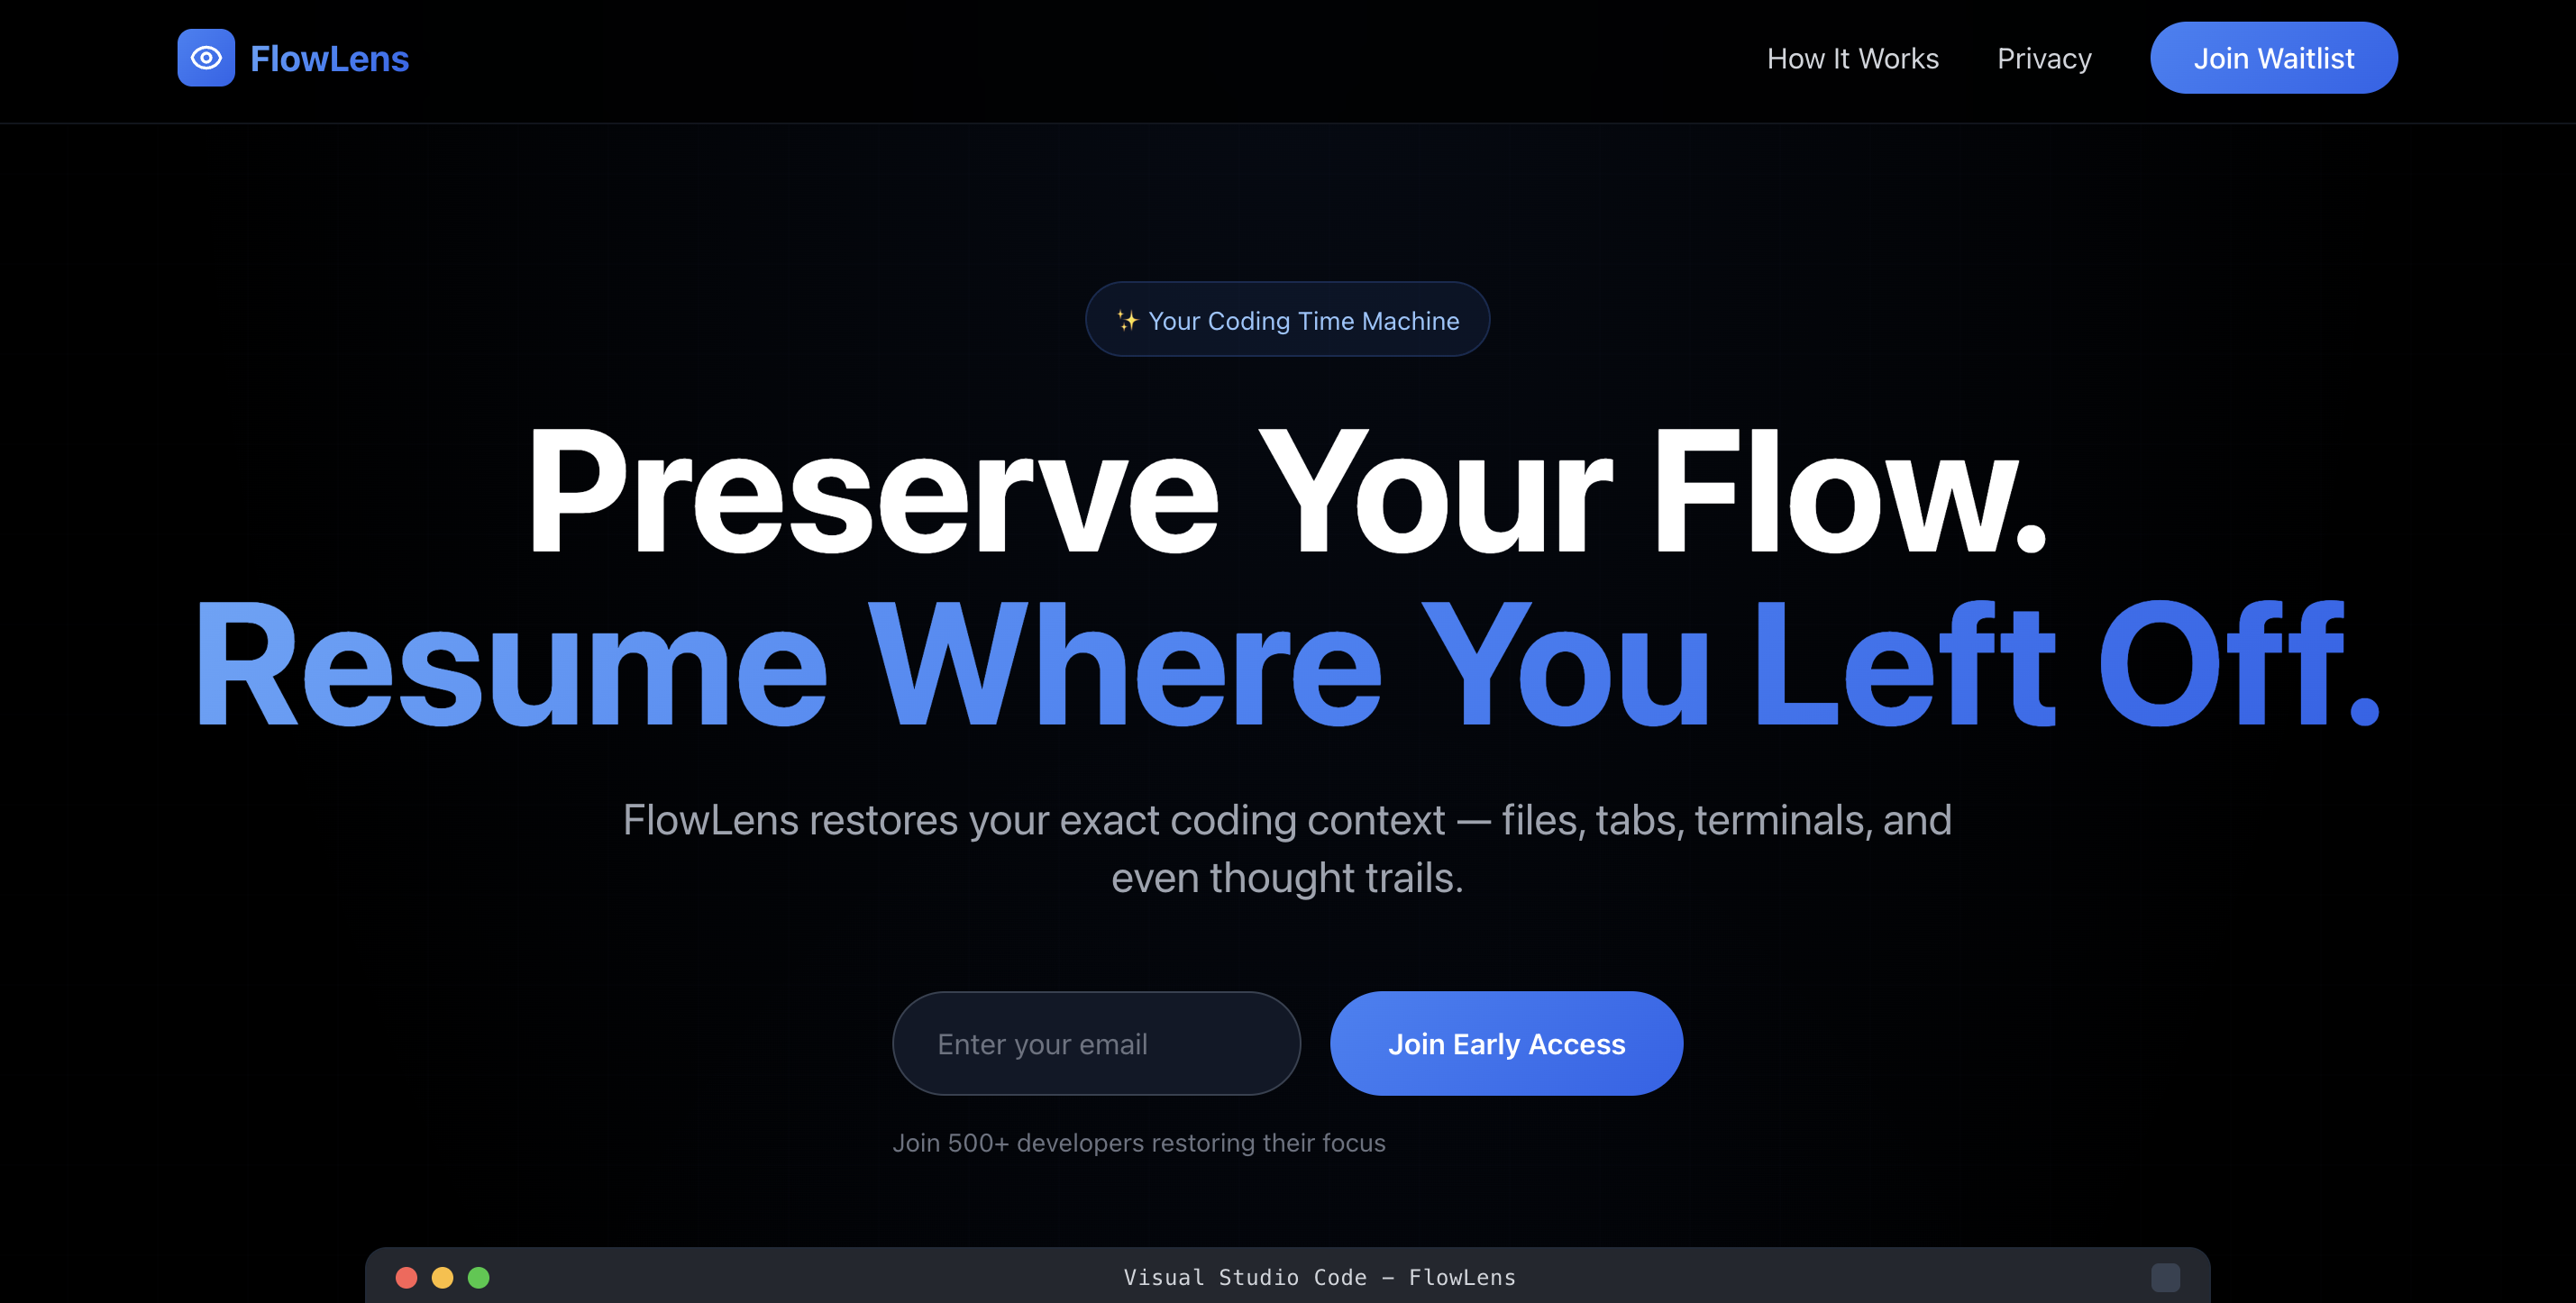 FlowLens
How It Works
Privacy
Join Waitlist
✨ Your Coding Time Machine
Preserve Your Flow.
Resume Where You Left Off.
FlowLens restores your exact coding context — files, tabs, terminals, and
even thought trails.
Enter your email
Join Early Access
Join 500+ developers restoring their focus
Visual Studio Code — FlowLens